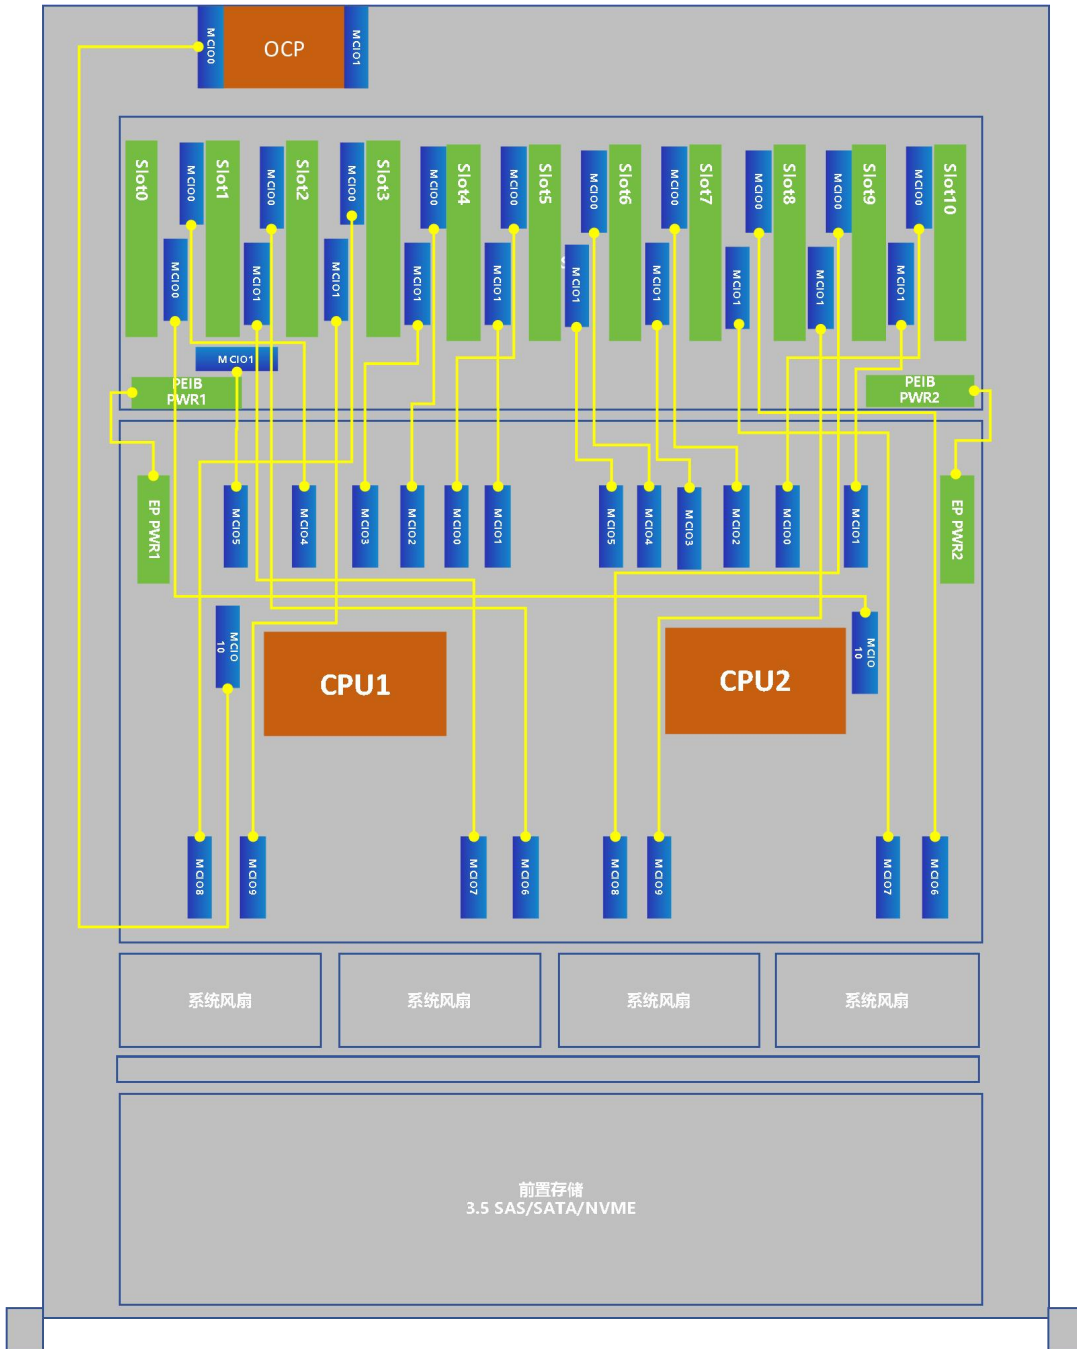 MCIO0
OCP
MCIO1
Slot0
MCIO0
Slot1
MCIO0
Slot2
MCIO0
Slot3
MCIO0
Slot4
MCIO0
Slot5
MCIO0
Slot6
MCIO0
Slot7
MCIO0
Slot8
MCIO0
Slot9
MCIO0
Slot10
MCIO0
MCIO1
MCIO1
MCIO1
MCIO1
MCIO1
MCIO1
MCIO1
MCIO1
MCIO1
MCIO1
PEIB
PWR1
PEIB
PWR2
EP PWR1
MCIO5
MCIO4
MCIO3
MCIO2
MCIO0
MCIO1
MCIO5
MCIO4
MCIO3
MCIO2
MCIO0
MCIO1
EP PWR2
MCIO
10
CPU1
CPU2
MCIO
10
MCIO8
MCIO9
MCIO7
MCIO6
MCIO8
MCIO9
MCIO7
MCIO6
系统风扇
系统风扇
系统风扇
系统风扇
前置存储
3.5 SAS/SATA/NVME